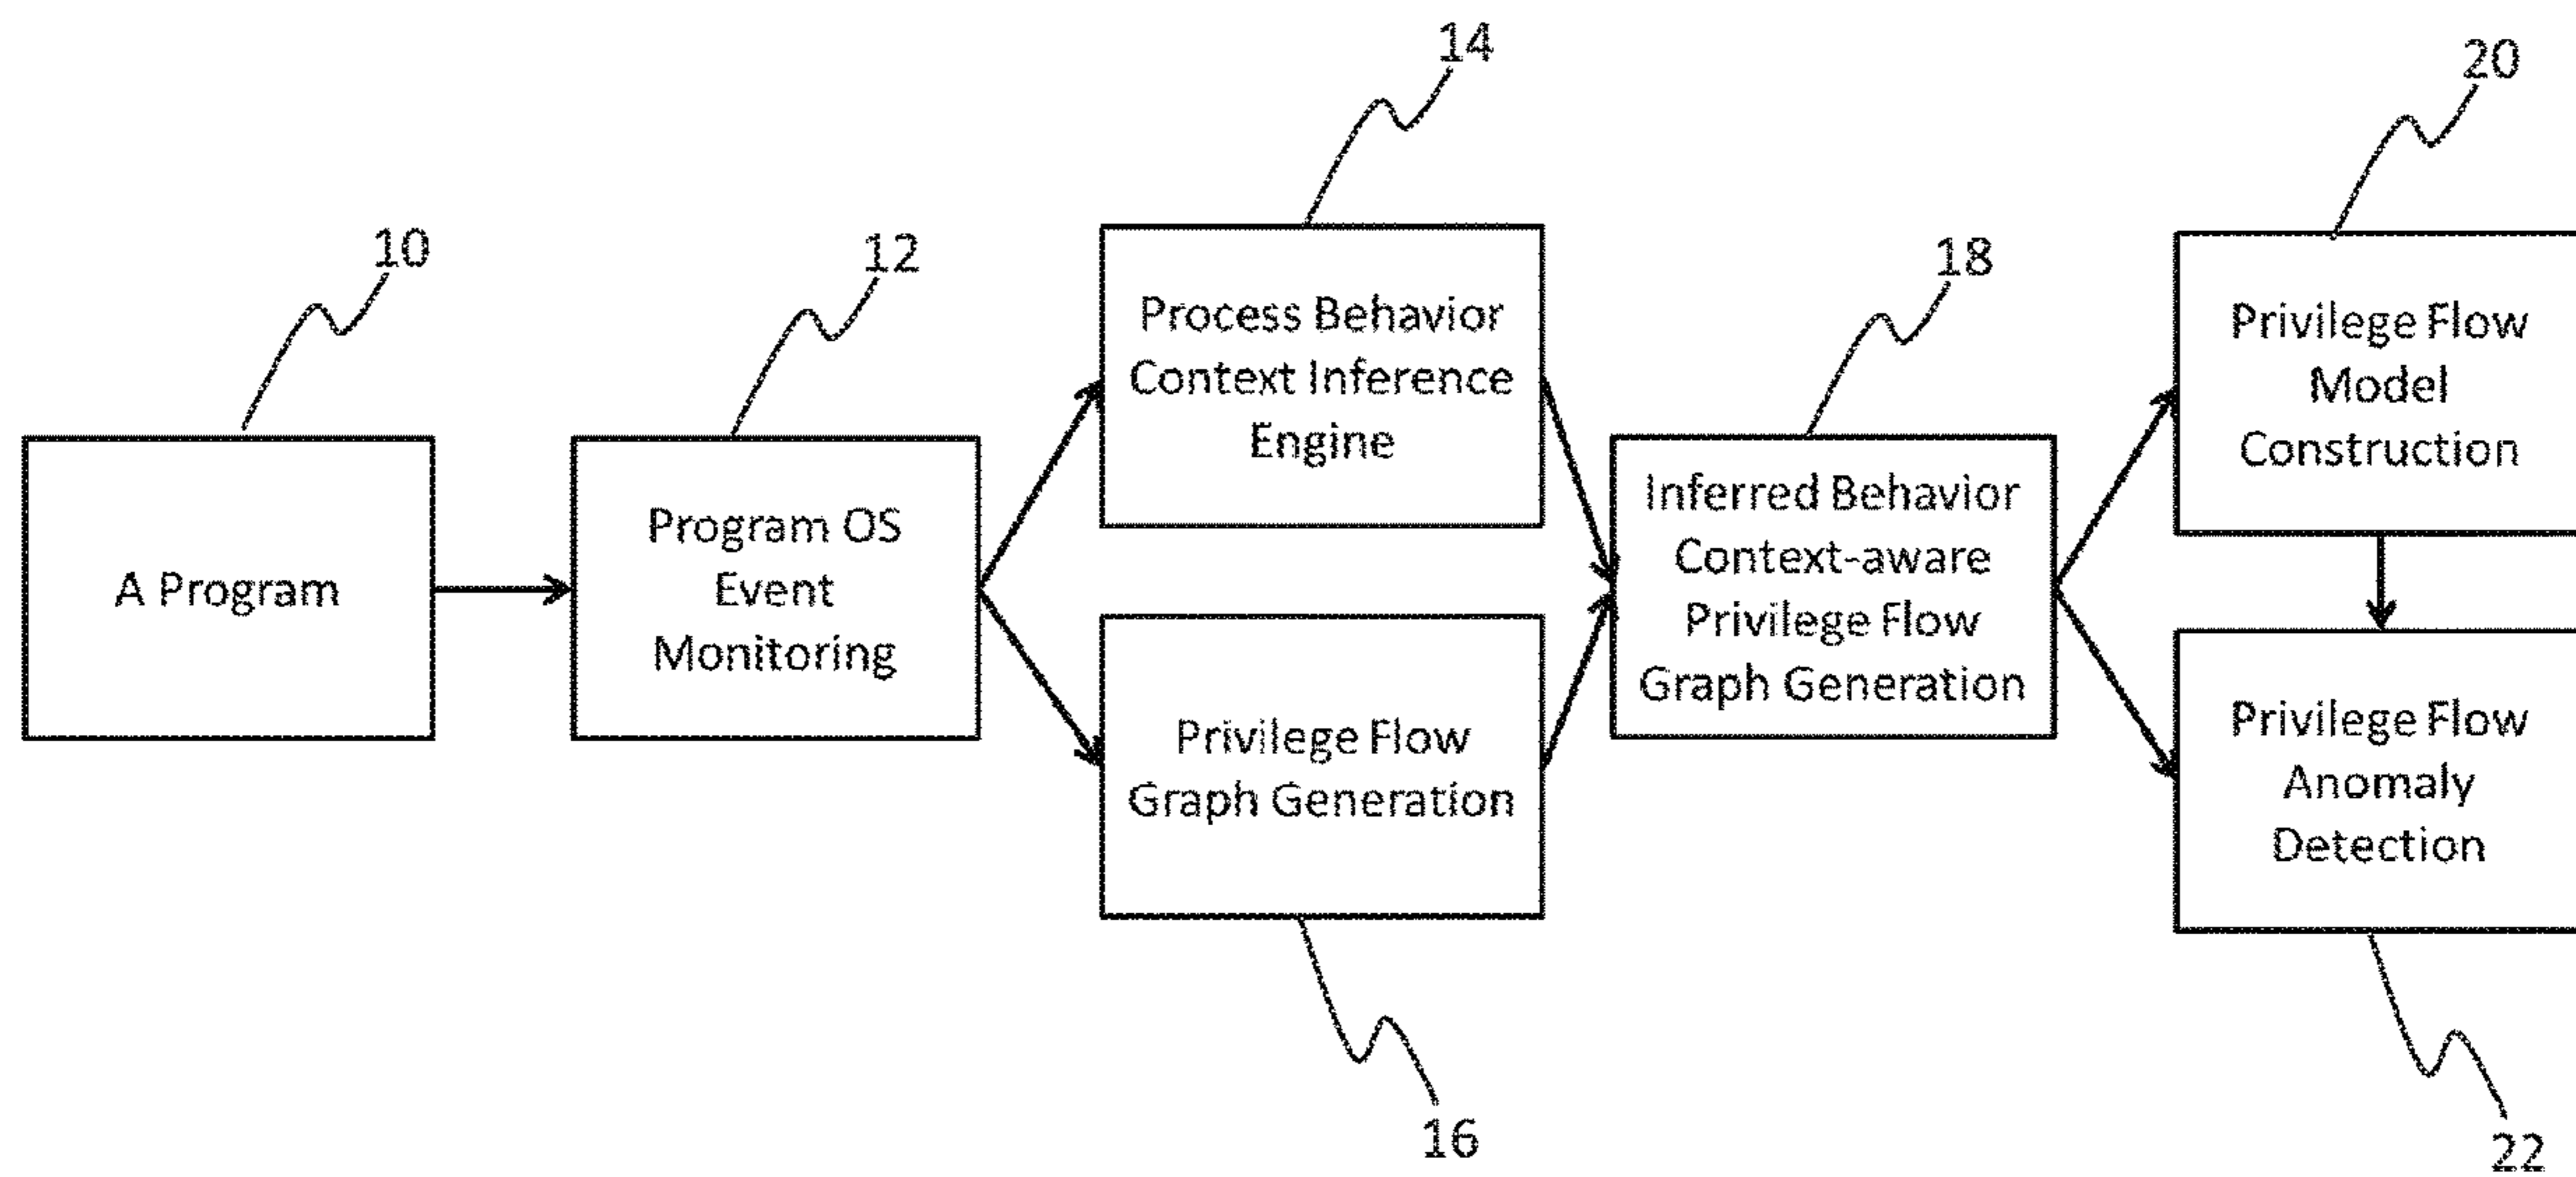 14
20
10
12
18
Process Behavior
Context Inference
Engine
Privilege Flow
Model
Construction
A Program
Program OS
Event
Monitoring
Inferred Behavior
Context-aware
Privilege Flow
Graph Generation
Privilege Flow
Graph Generation
Privilege Flow
Anomaly
Detection
16
22